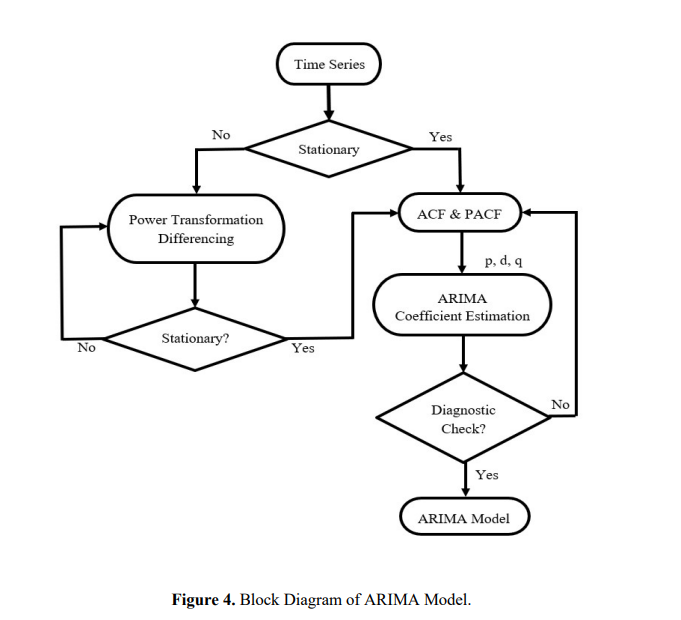 Time Series
No
Yes
Stationary
Power Transformation
Differencing
ACF & PACF
p, d, q
ARIMA
Coefficient Estimation
Stationary?
No
Yes
Diagnostic
Check?
No
Yes
ARIMA Model
Figure 4. Block Diagram of ARIMA Model.